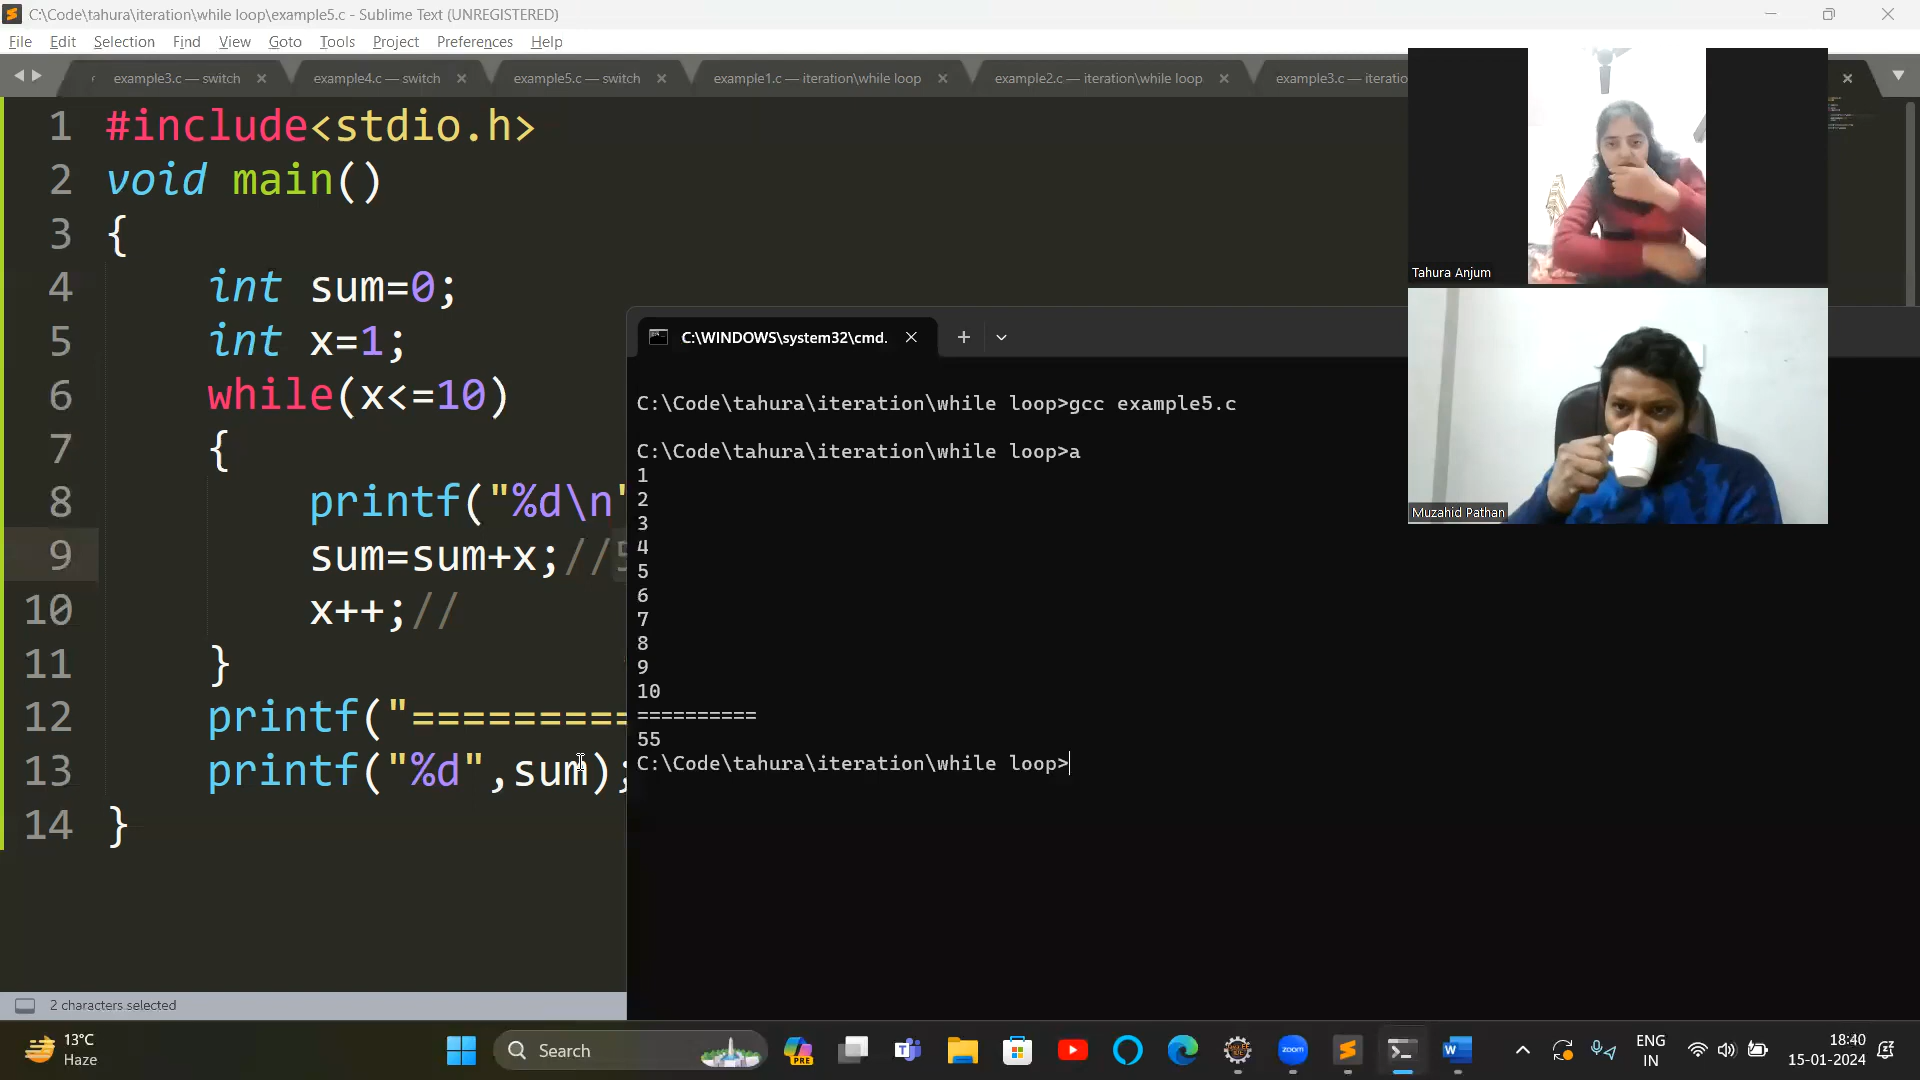 C:\Code\tahura\iteration\while loop\example5.c - Sublime Text (UNREGISTERED)
File Edit Selection Find View Goto Tools Project Preferences Help
example3.c — switch example4.c — switch example5.c — switch example1.c — iteration\while loop example2.c — iteration\while loop example3.c — iteratio
1 #include<stdio.h>
2 void main()
3 {
4 int sum=0;
5 int x=1;
6 while(x<=10)
7 {
8 printf("%d\n"
9 sum=sum+x;//5
10 x++;//
11 }
12 printf("=========
13 printf("%d",sum);
14 }
2 characters selected
C:\WINDOWS\system32\cmd.
C:\Code\tahura\iteration\while loop>gcc example5.c
C:\Code\tahura\iteration\while loop>a
1
2
3
4
5
6
7
8
9
10
==========
55
C:\Code\tahura\iteration\while loop>
Tahura Anjum
Muzahid Pathan
13°C
Haze
Search
PRE
zoom
ENG
IN
18:40
15-01-2024